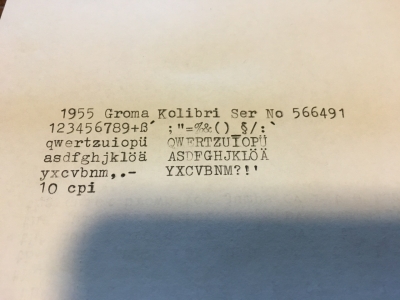 1955 Groma Kolibri Ser No 566491
123456789+ß´ ;"=%&()_§/:`
qwertzuiopü QWERTZUIOPÜ
asdfghjklöä ASDFGHJKLÖÄ
yxcvbnm,.- YXCVBNM?!'
10 cpi